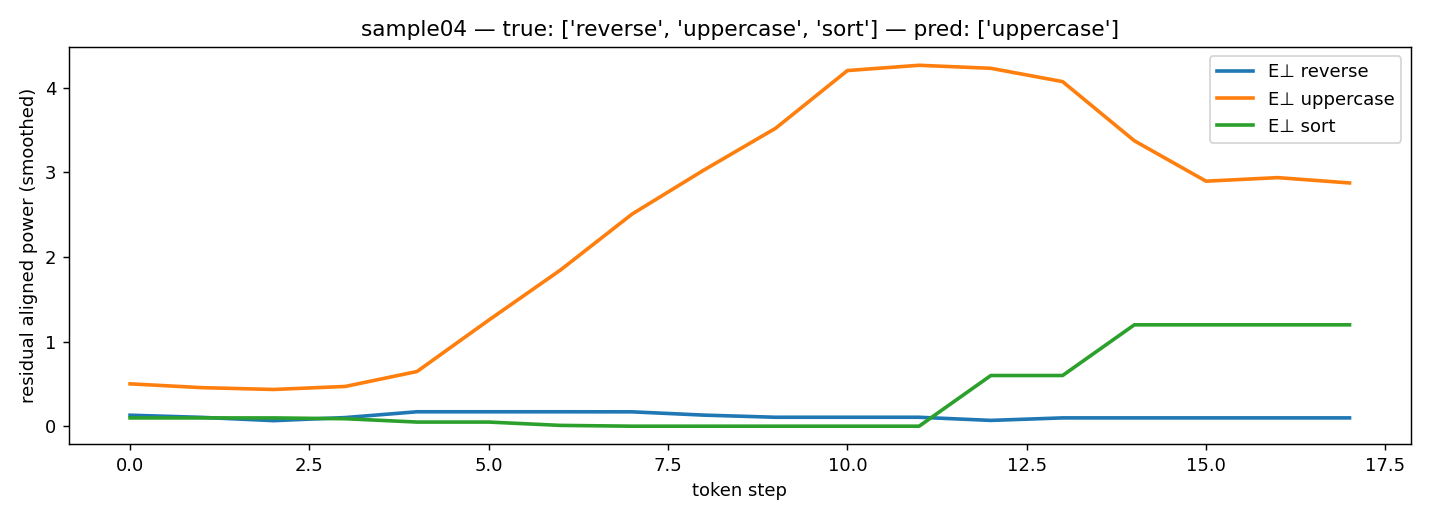 sample04 — true: ['reverse', 'uppercase', 'sort'] — pred: ['uppercase']
residual aligned power (smoothed)
4
3
2
1
0
E⊥ reverse
E⊥ uppercase
E⊥ sort
0.0 2.5 5.0 7.5 10.0 12.5 15.0 17.5
token step